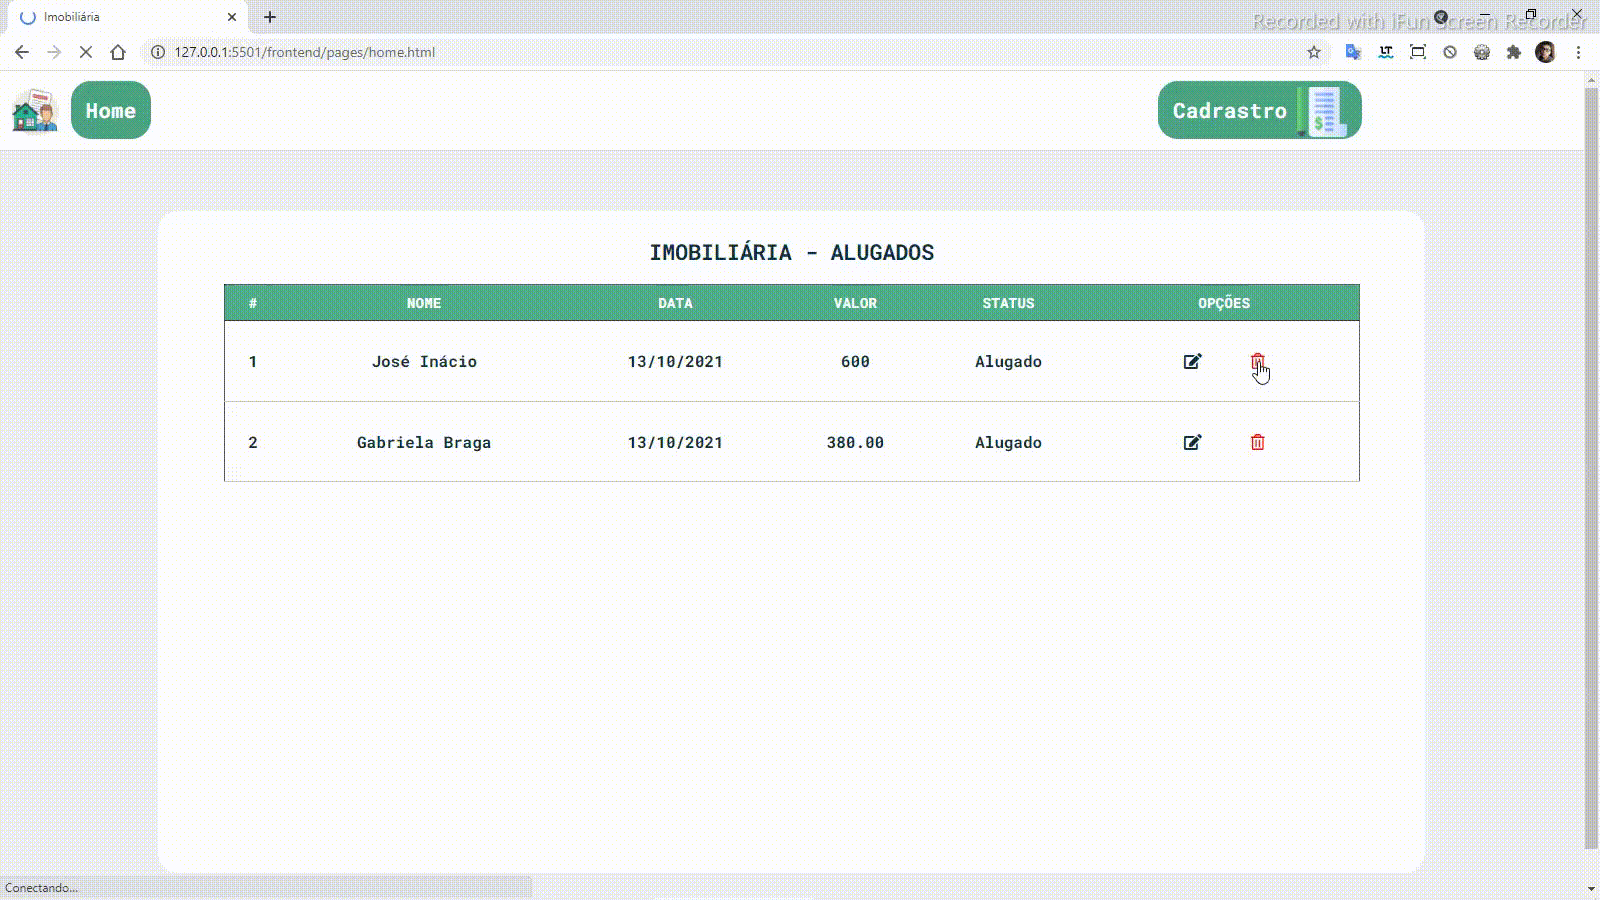 Imobiliária
Recorded with iFun Screen Recorder
127.0.0.1:5501/frontend/pages/home.html
LT
Home
Cadrastro
$
IMOBILIÁRIA - ALUGADOS
# NOME DATA VALOR STATUS OPÇÕES
1 José Inácio 13/10/2021 600 Alugado
2 Gabriela Braga 13/10/2021 380.00 Alugado
Conectando...